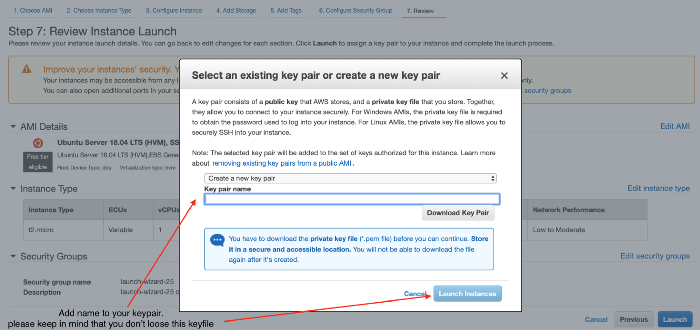 1. Choose AMI 2. Choose Instance Type 3. Configure Instance 4. Add Storage 5. Add Tags 6. Configure Security Group 7. Review
Step 7: Review Instance Launch
Please review your instance launch details. You can go back to edit changes for each section. Click Launch to assign a key pair to your instance and complete the launch process.
Improve your instances' security. Y
Your instances may be accessible from any I
only.
You can also open additional ports in your se
security groups
Select an existing key pair or create a new key pair
A key pair consists of a public key that AWS stores, and a private key file that you store. Together,
they allow you to connect to your instance securely. For Windows AMIs, the private key file is required
to obtain the password used to log into your instance. For Linux AMIs, the private key file allows you to
securely SSH into your instance.
Note: The selected key pair will be added to the set of keys authorized for this instance. Learn more
about removing existing key pairs from a public AMI.
Create a new key pair
Key pair name
Download Key Pair
You have to download the private key file (*.pem file) before you can continue. Store
it in a secure and accessible location. You will not be able to download the file
again after it's created.
Cancel Launch Instances
AMI Details
Edit AMI
Ubuntu Server 18.04 LTS (HVM), SS
Free tier
eligible
Ubuntu Server 18.04 LTS (HVM),EBS Gene
Root Device Type: ebs Virtualization type: hvm
Instance Type
Edit instance type
Instance Type ECUs vCPUs
Network Performance
t2.micro Variable 1
Low to Moderate
Security Groups
Edit security groups
Security group name launch-wizard-25
Description launch-wizard-25 c
Add name to your keypair.
please keep in mind that you don't loose this keyfile
Cancel Previous Launch